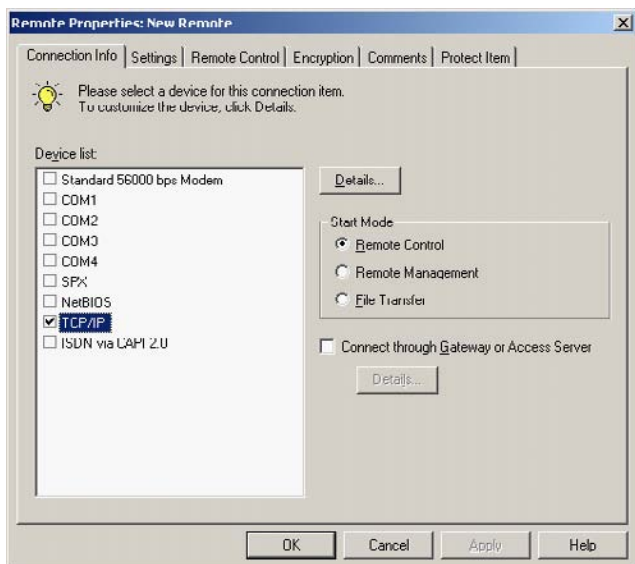 Remote Properties: New Remote
Connection Info
Settings
Remote Control
Encryption
Comments
Protect Item
Please select a device for this connection item.
To customize the device, click Details.
Device list:
Standard 56000 bps Modem
COM1
COM2
COM3
COM4
SPX
NetBIOS
TCP/IP
ISDN via CAPI 2.0
Details...
Start Mode
Remote Control
Remote Management
File Transfer
Connect through Gateway or Access Server
Details...
OK
Cancel
Apply
Help